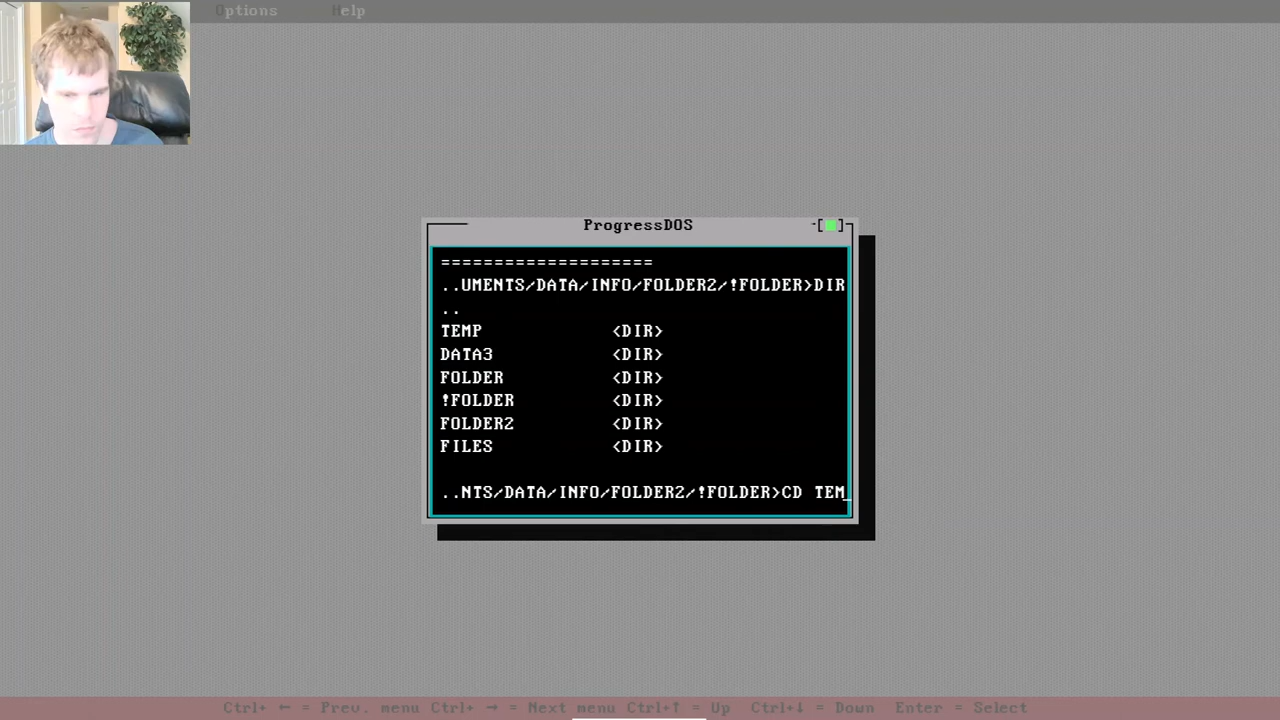 Options Help
ProgressDOS
[■]
====================
..UMENTS/DATA/INFO/FOLDER2/!FOLDER>DIR
..
TEMP <DIR>
DATA3 <DIR>
FOLDER <DIR>
!FOLDER <DIR>
FOLDER2 <DIR>
FILES <DIR>
..NTS/DATA/INFO/FOLDER2/!FOLDER>CD TEM_
Ctrl+ ← = Prev. menu Ctrl+ → = Next menu Ctrl+↑ = Up Ctrl+↓ = Down Enter = Select